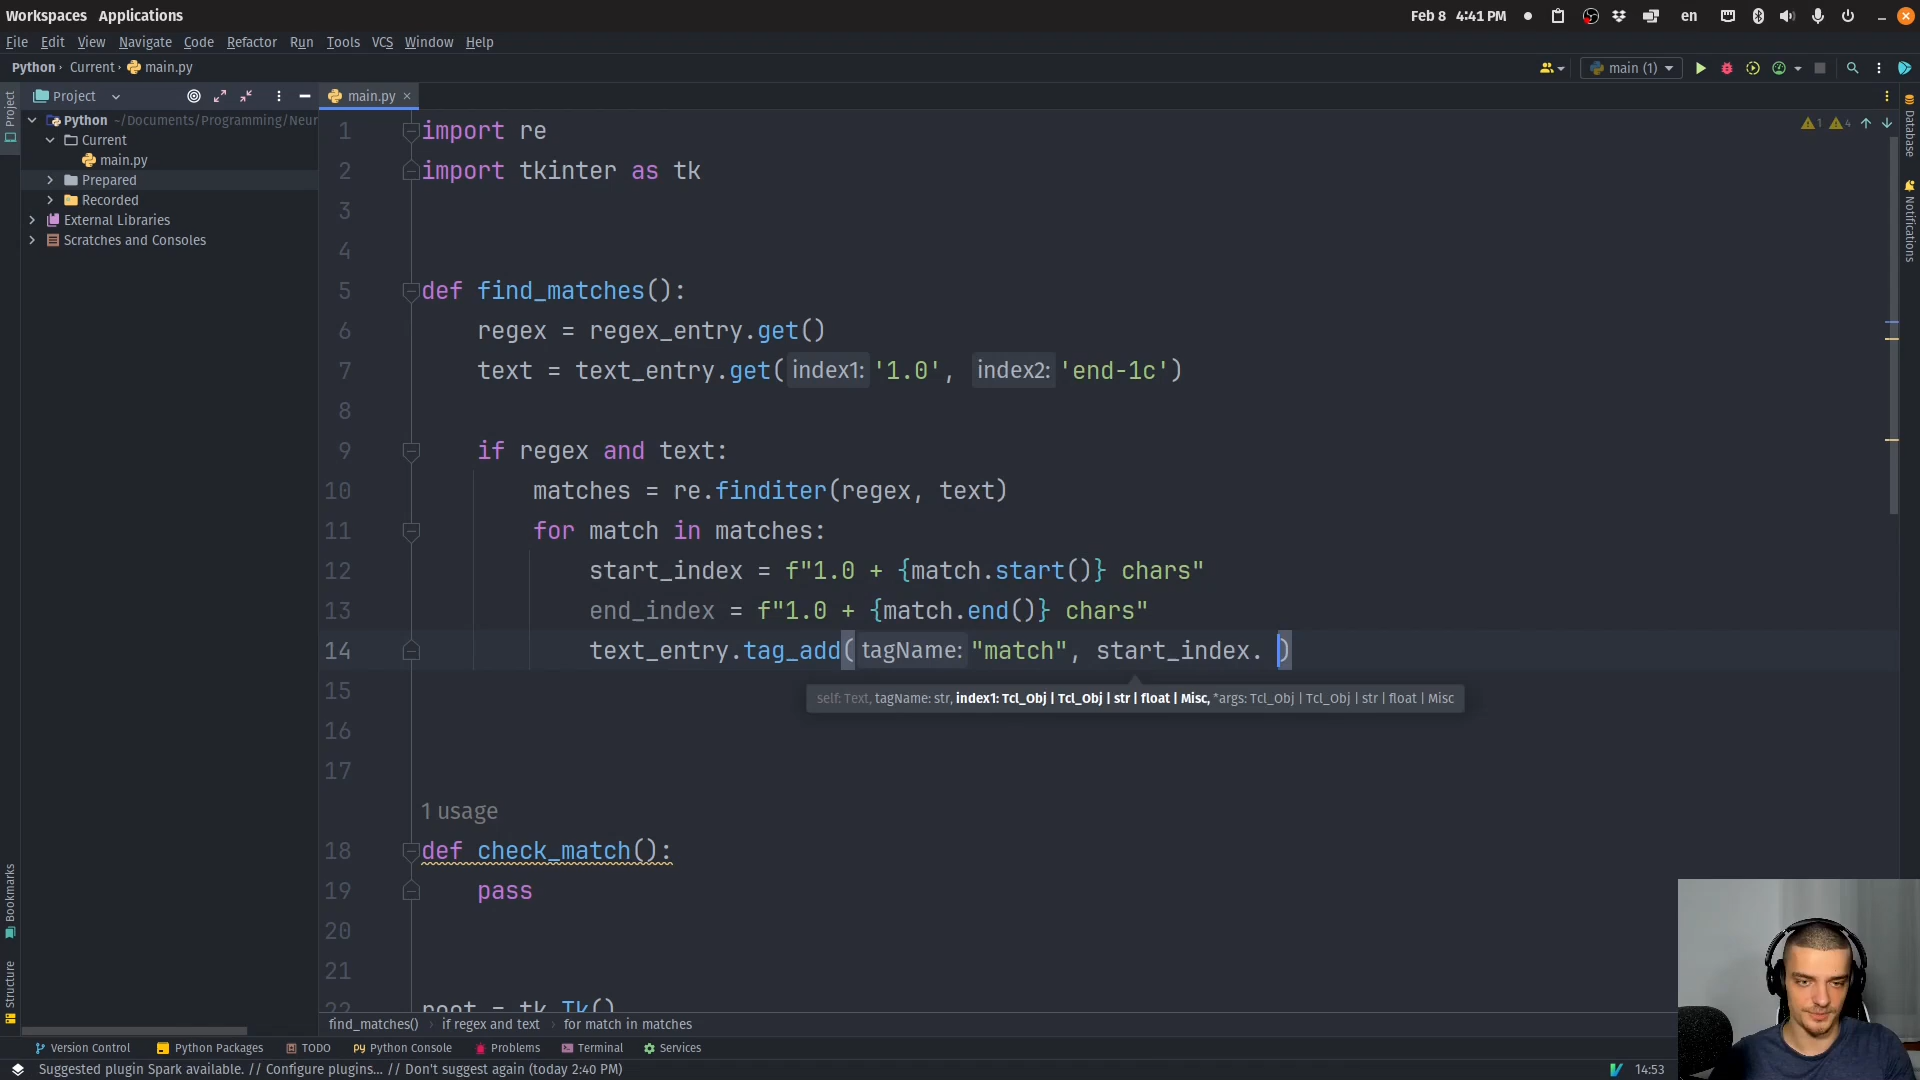 Workspaces Applications
Feb 8 4:41 PM
en
File Edit View Navigate Code Refactor Run Tools VCS Window Help
Python › Current › main.py
main (1)
Project
main.py
Python ~/Documents/Programming/Neur
Current
main.py
Prepared
Recorded
External Libraries
Scratches and Consoles
Project
Bookmarks
Structure
Database
Notifications
1 4
1 import re
2 import tkinter as tk
3
4
5 def find_matches():
6 regex = regex_entry.get()
7 text = text_entry.get(index1: '1.0', index2: 'end-1c')
8
9 if regex and text:
10 matches = re.finditer(regex, text)
11 for match in matches:
12 start_index = f"1.0 + {match.start()} chars"
13 end_index = f"1.0 + {match.end()} chars"
14 text_entry.tag_add(tagName: "match", start_index. )
self: Text, tagName: str, index1: Tcl_Obj | Tcl_Obj | str | float | Misc, *args: Tcl_Obj | Tcl_Obj | str | float | Misc
15
16
17
1 usage
18 def check_match():
19 pass
20
21
22 root = tk.Tk()
find_matches() › if regex and text › for match in matches
Version Control Python Packages TODO Python Console Problems Terminal Services
Suggested plugin Spark available. // Configure plugins... // Don't suggest again (today 2:40 PM)
14:53